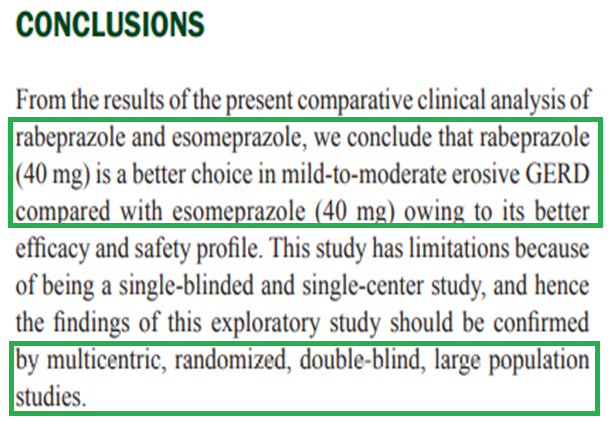 CONCLUSIONS
From the results of the present comparative clinical analysis of
rabeprazole and esomeprazole, we conclude that rabeprazole
(40 mg) is a better choice in mild-to-moderate erosive GERD
compared with esomeprazole (40 mg) owing to its better
efficacy and safety profile. This study has limitations because
of being a single-blinded and single-center study, and hence
the findings of this exploratory study should be confirmed
by multicentric, randomized, double-blind, large population
studies.